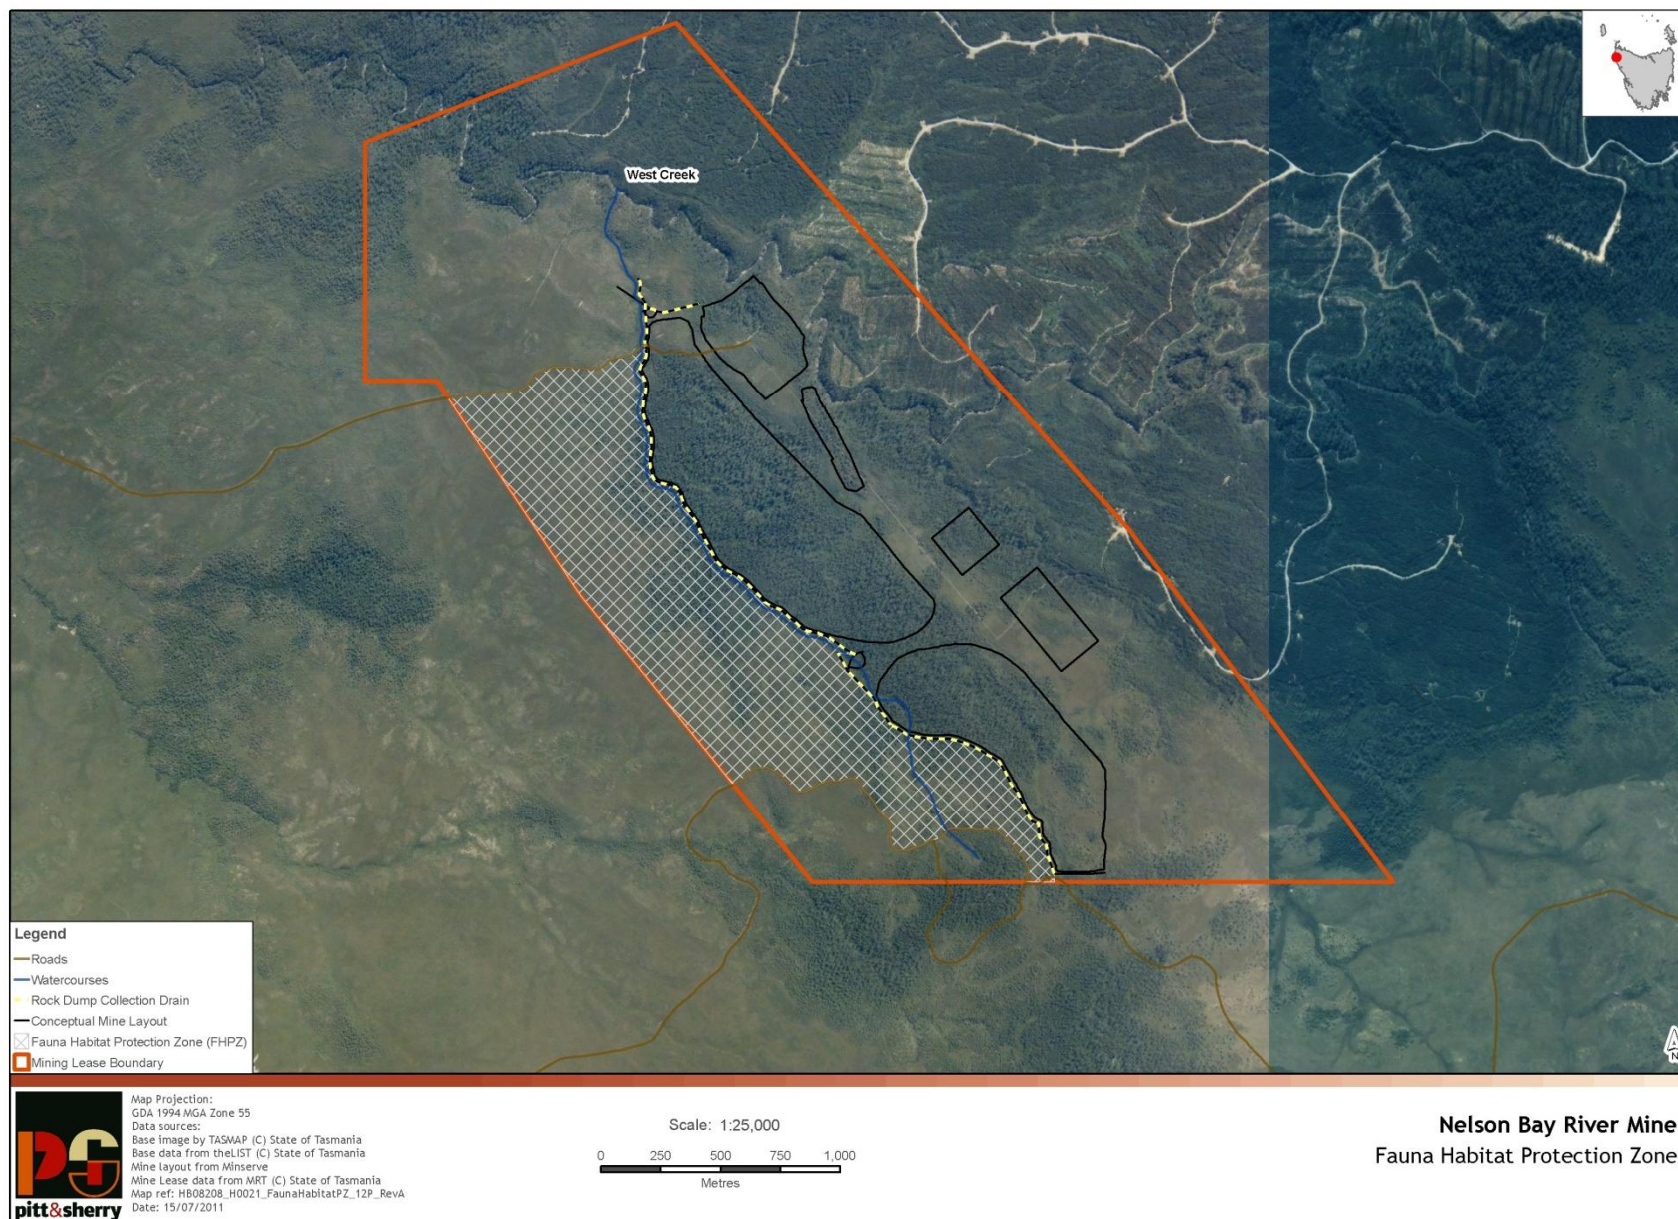 West Creek
Legend
Roads
Watercourses
Rock Dump Collection Drain
Conceptual Mine Layout
Fauna Habitat Protection Zone (FHPZ)
Mining Lease Boundary
N
pitt&sherry
Map Projection:
GDA 1994 MGA Zone 55
Data sources:
Base image by TASMAP (C) State of Tasmania
Base data from theLIST (C) State of Tasmania
Mine layout from Minserve
Mine Lease data from MRT (C) State of Tasmania
Map ref: HB08208_H0021_FaunaHabitatPZ_12P_RevA
Date: 15/07/2011
Scale: 1:25,000
0 250 500 750 1,000
Metres
Nelson Bay River Mine
Fauna Habitat Protection Zone